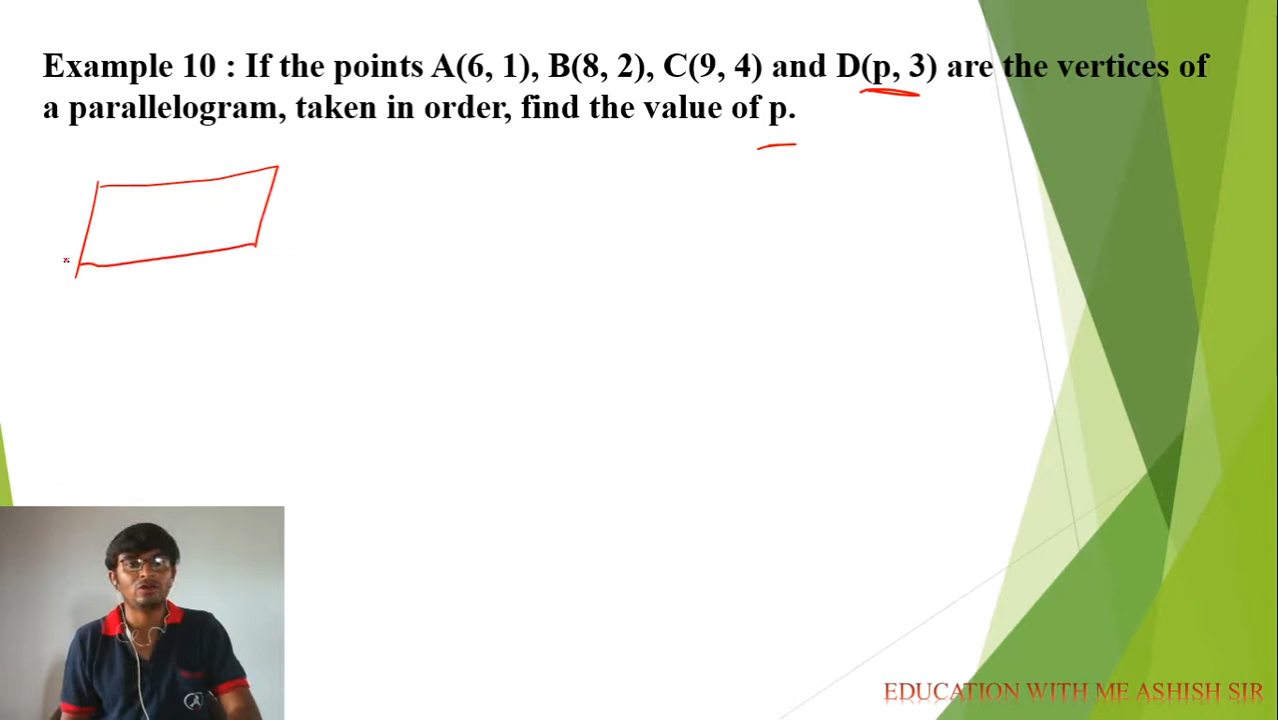 Example 10 : If the points A(6, 1), B(8, 2), C(9, 4) and D(p, 3) are the vertices of
a parallelogram, taken in order, find the value of p.
EDUCATION WITH ME ASHISH SIR